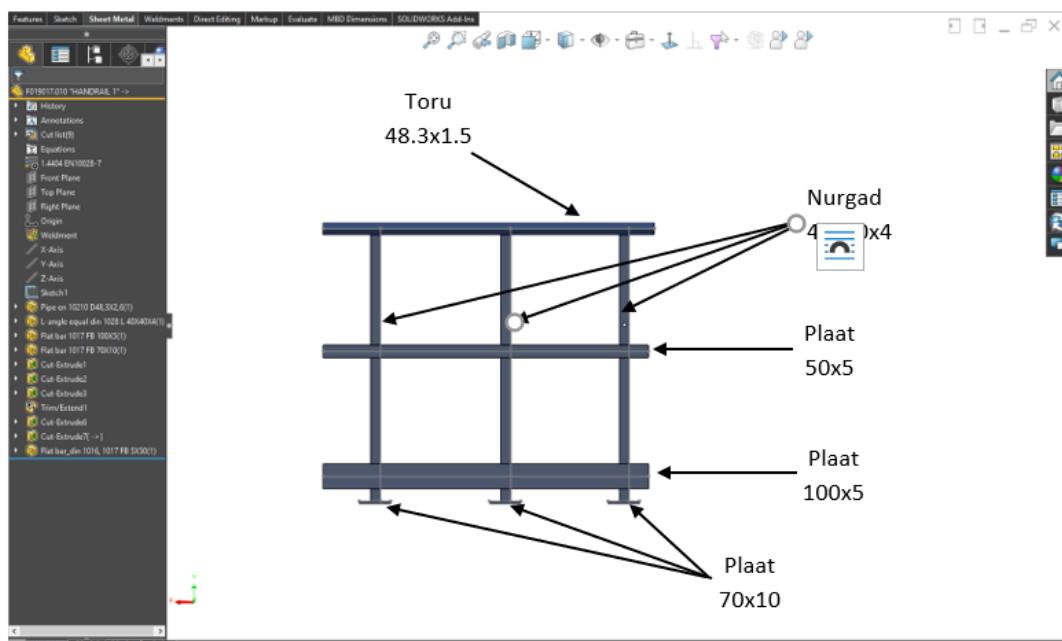 Features Sketch Sheet Metal Weldments Direct Editing Markup Evaluate MBD Dimensions SOLIDWORKS Add-Ins
F019017.010 "HANDRAIL 1" ->
History
Annotations
Cut list(9)
Equations
1.4404 EN10028-7
Front Plane
Top Plane
Right Plane
Origin
Weldment
X-Axis
Y-Axis
Z-Axis
Sketch1
Pipe en 10210 D48,3X2,6(1)
L-angle equal din 1028 L 40X40X4(1)
Flat bar 1017 FB 100X5(1)
Flat bar 1017 FB 70X10(1)
Cut-Extrude1
Cut-Extrude2
Cut-Extrude3
Trim/Extend1
Cut-Extrude6
Cut-Extrude7( ->)
Flat bar_din 1016, 1017 FB 5X50(1)
Toru
48.3x1.5
Nurgad
Plaat
50x5
Plaat
100x5
Plaat
70x10